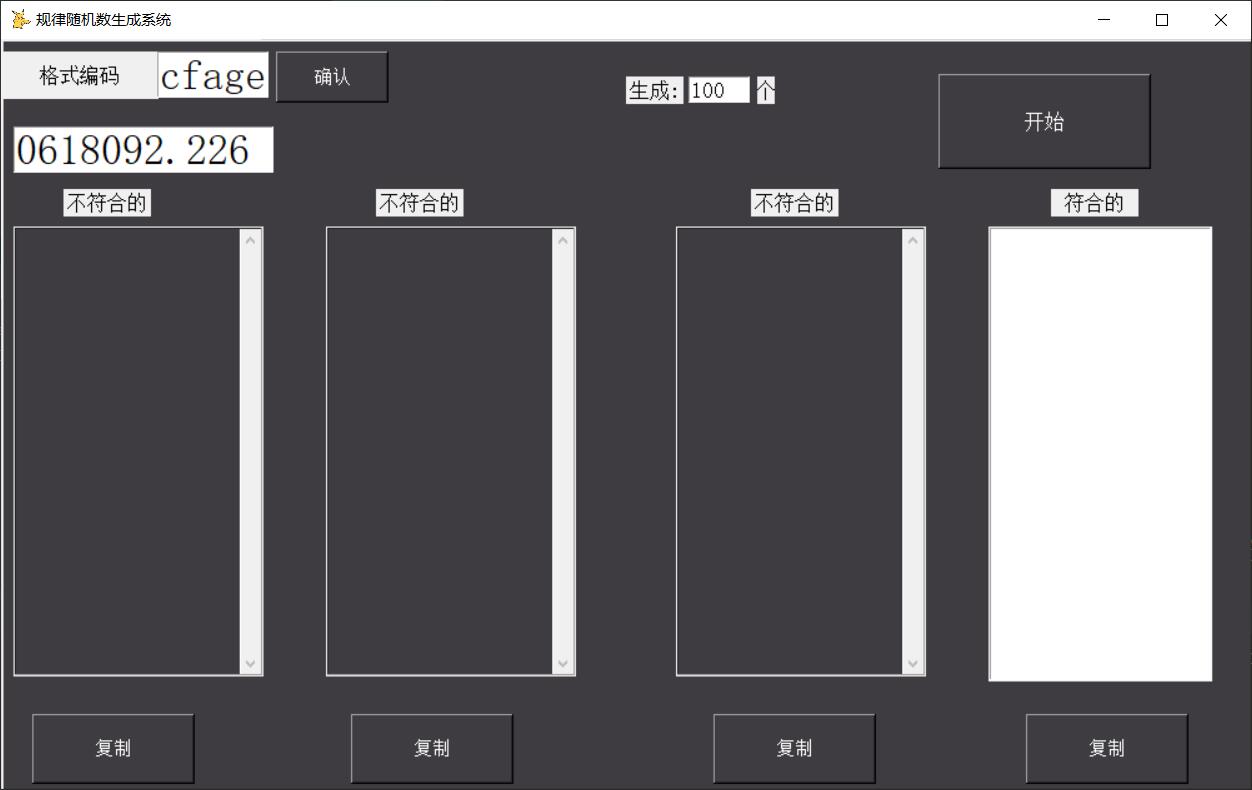 规律随机数生成系统
格式编码 cfage 确认
生成: 100 个
开始
0618092.226
不符合的 不符合的 不符合的 符合的
复制 复制 复制 复制